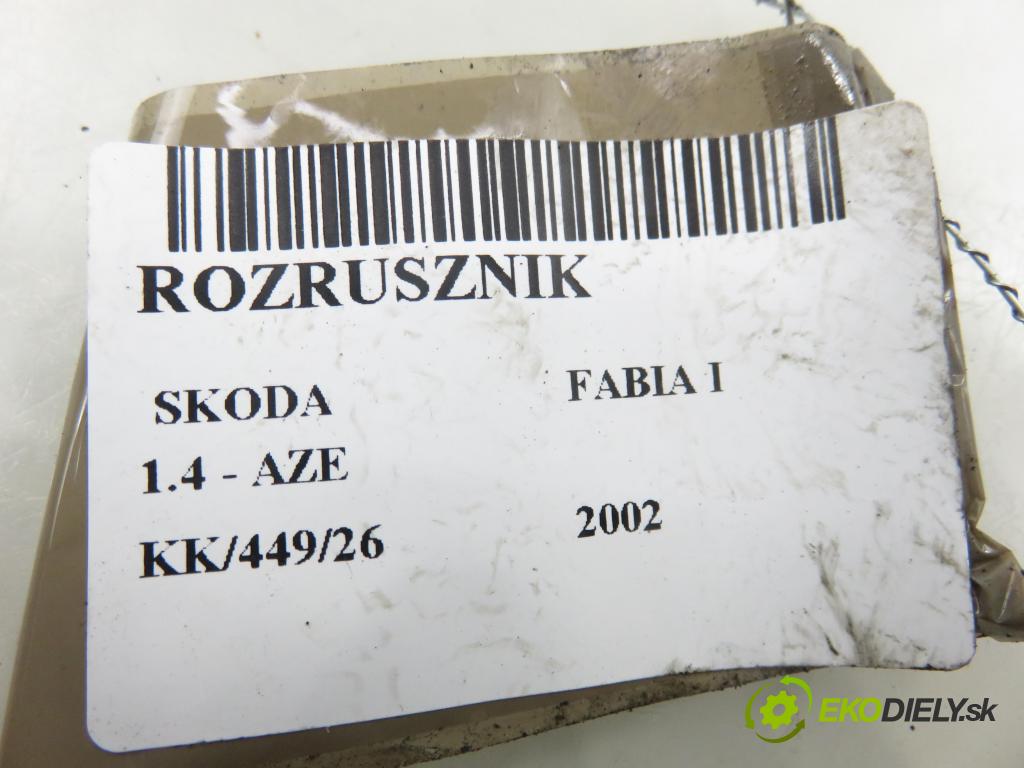 ROZRUSZNIK
SKODA FABIA I
1.4 - AZE
KK/449/26 2002
EKODIELY.sk